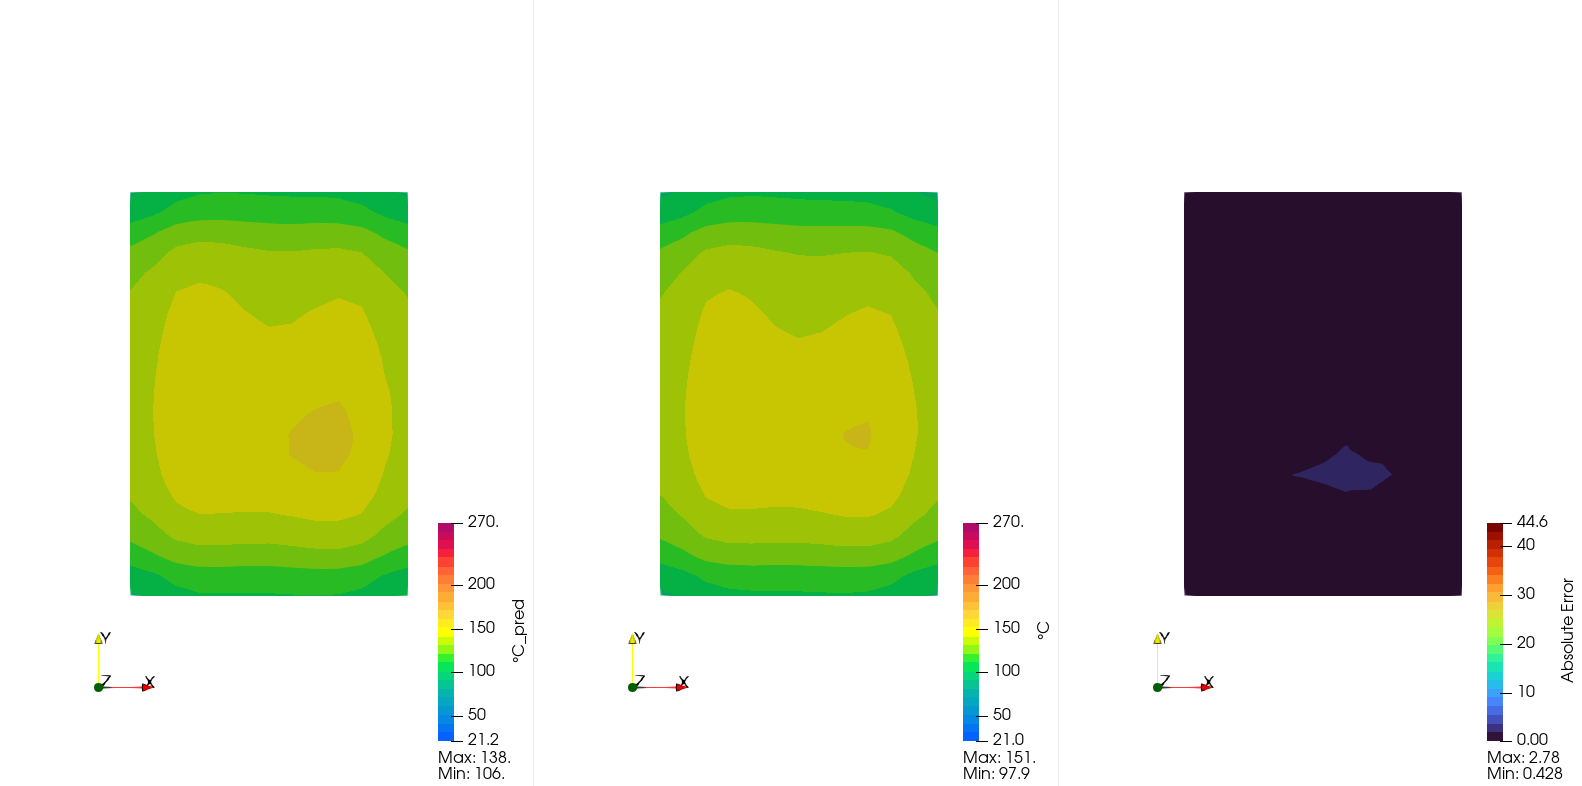 270.
200
150
100
50
21.2
°C_pred
Max: 138.
Min: 106.
Y
Z
X
270.
200
150
100
50
21.0
°C
Max: 151.
Min: 97.9
Y
Z
X
44.6
40
30
20
10
0.00
Absolute Error
Max: 2.78
Min: 0.428
Y
Z
X